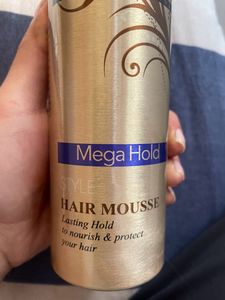 Mega Hold
STYLE
HAIR MOUSSE
Lasting Hold
to nourish & protect
your hair